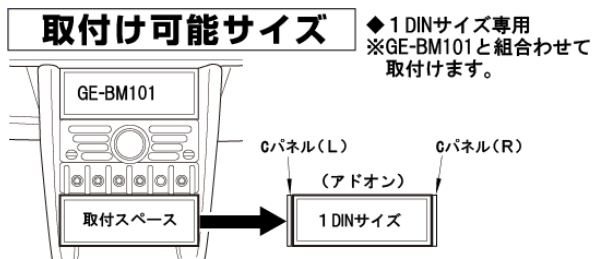 取付け可能サイズ
◆1DINサイズ専用
※GE-BM101と組合わせて
取付けます。
GE-BM101
Cパネル(L)
Cパネル(R)
(アドオン)
取付スペース
1DINサイズ